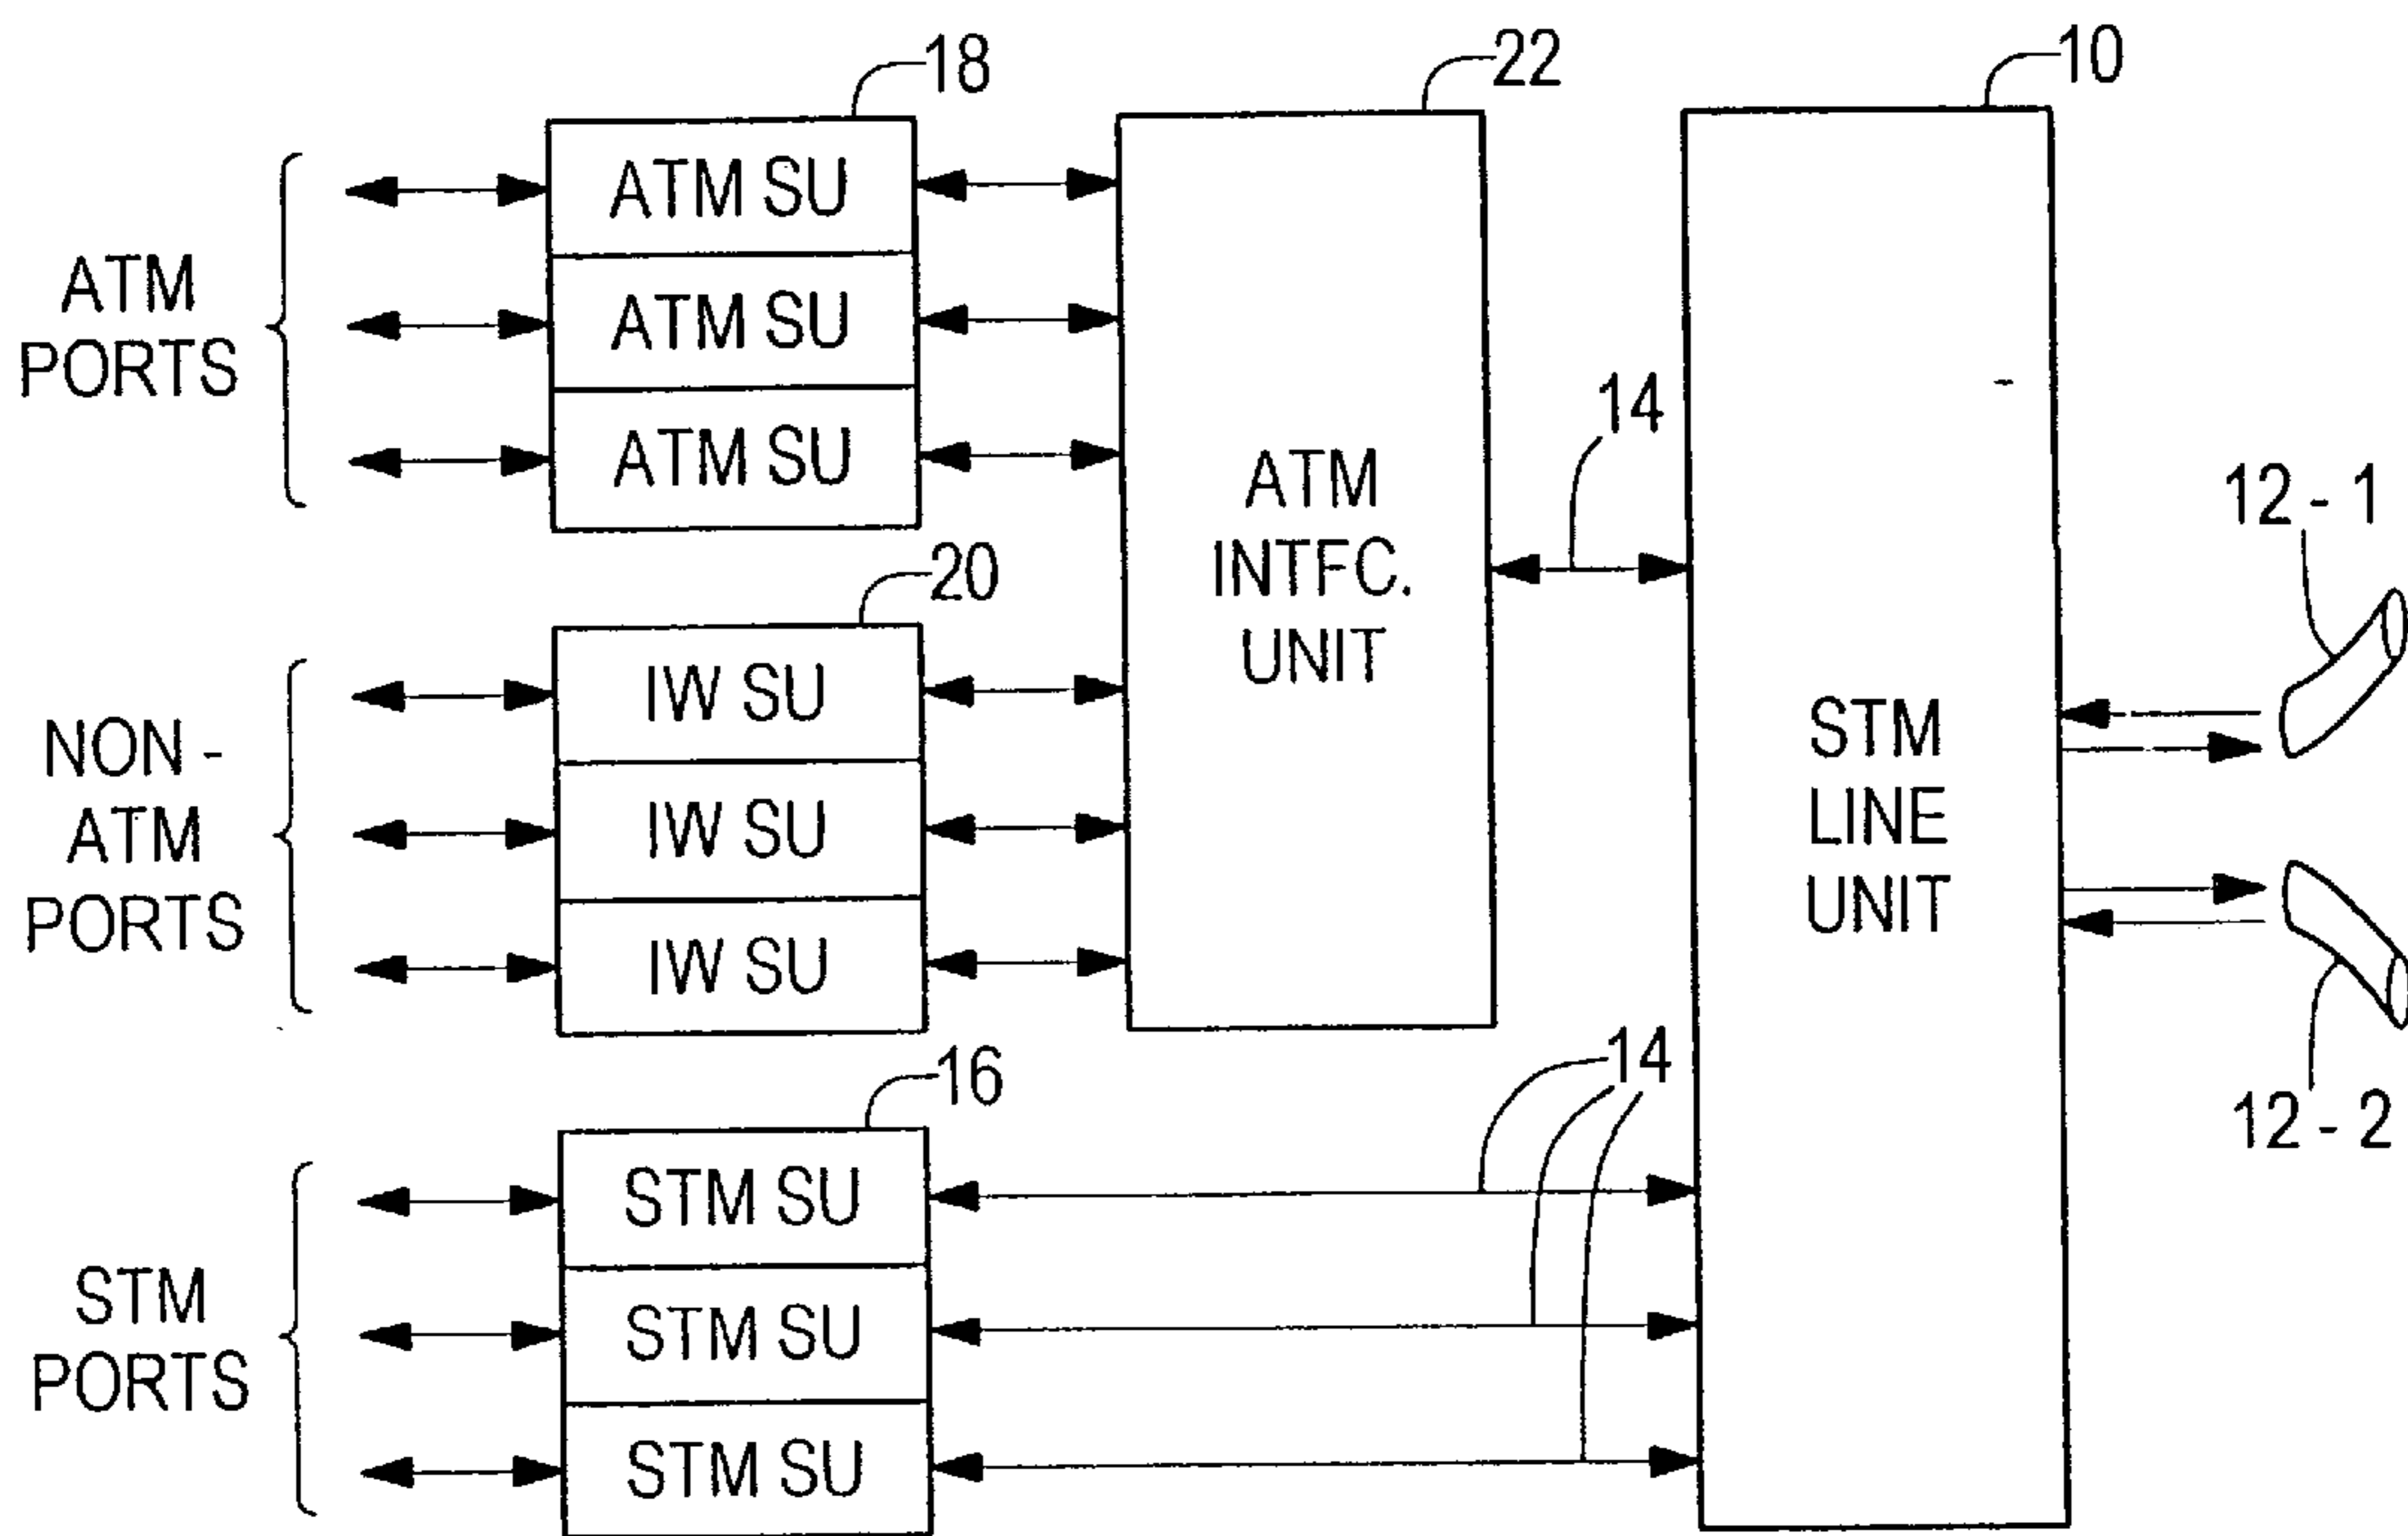 18
22
10
ATM
PORTS
ATM SU
ATM SU
ATM SU
14
ATM
INTFC.
UNIT
12 - 1
20
NON -
ATM
PORTS
IW SU
IW SU
IW SU
STM
LINE
UNIT
12 - 2
16
14
STM
PORTS
STM SU
STM SU
STM SU